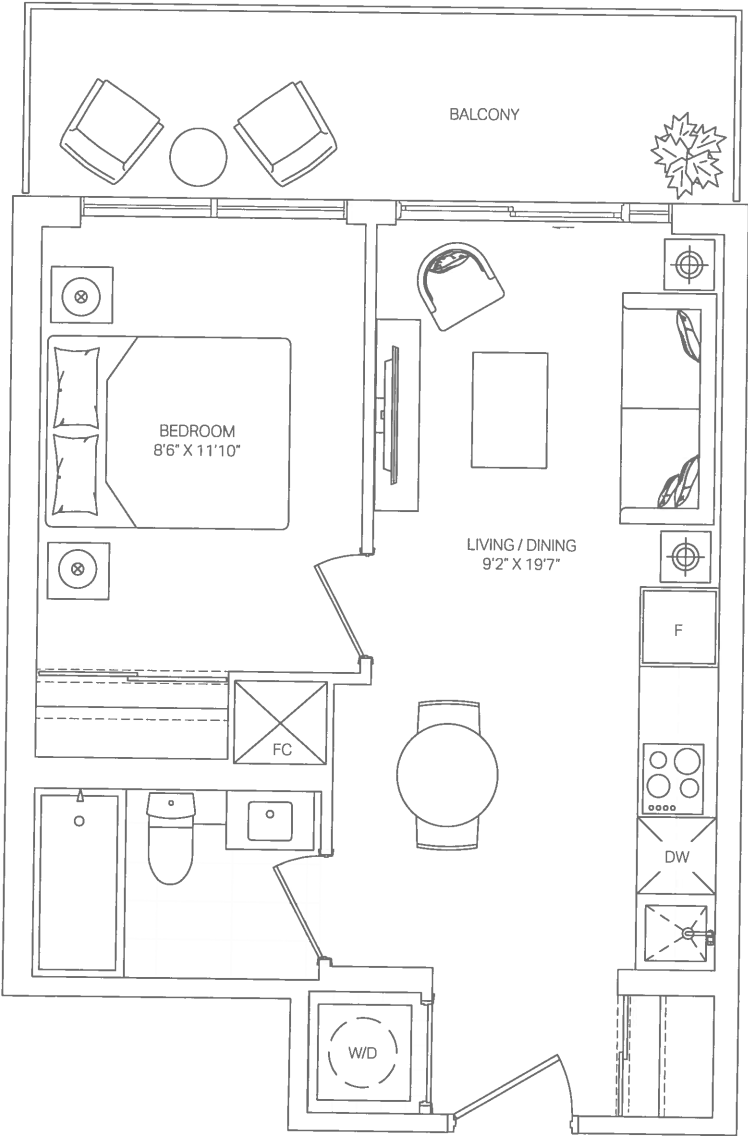 BALCONY
BEDROOM
8'6" X 11'10"
LIVING / DINING
9'2" X 19'7"
F
FC
DW
W/D